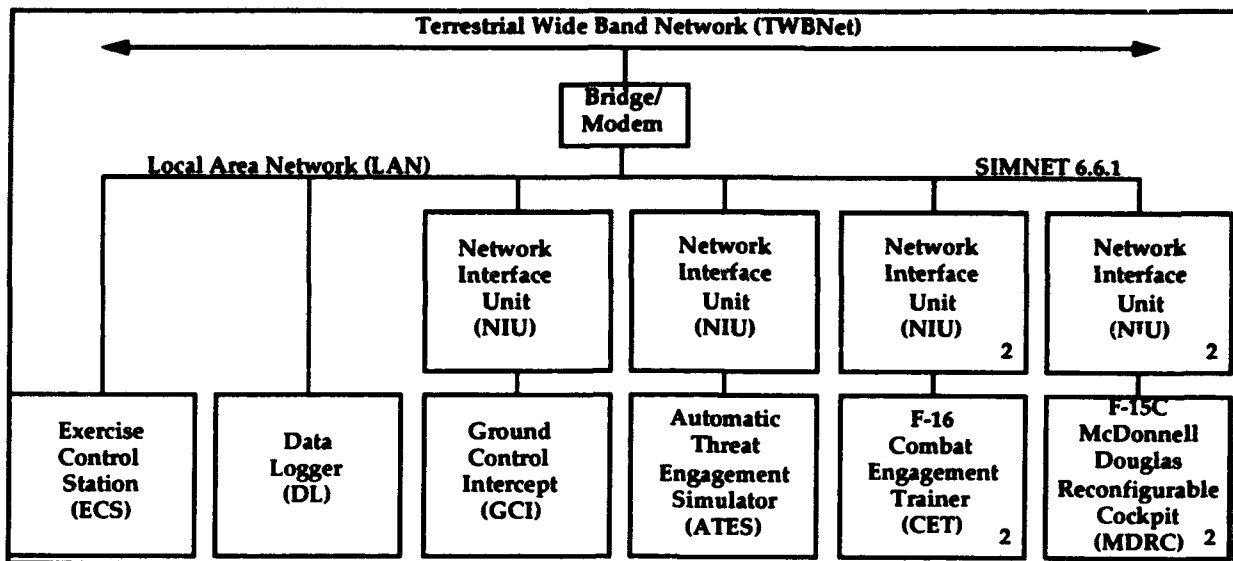 Terrestrial Wide Band Network (TWBNet)
Bridge/
Modem
Local Area Network (LAN)
SIMNET 6.6.1
Network
Interface
Unit
(NIU)
Network
Interface
Unit
(NIU)
Network
Interface
Unit
(NIU)
2
Network
Interface
Unit
(NIU)
2
Exercise
Control
Station
(ECS)
Data
Logger
(DL)
Ground
Control
Intercept
(GCI)
Automatic
Threat
Engagement
Simulator
(ATES)
F-16
Combat
Engagement
Trainer
(CET)
2
F-15C
McDonnell
Douglas
Reconfigurable
Cockpit
(MDRC)
2